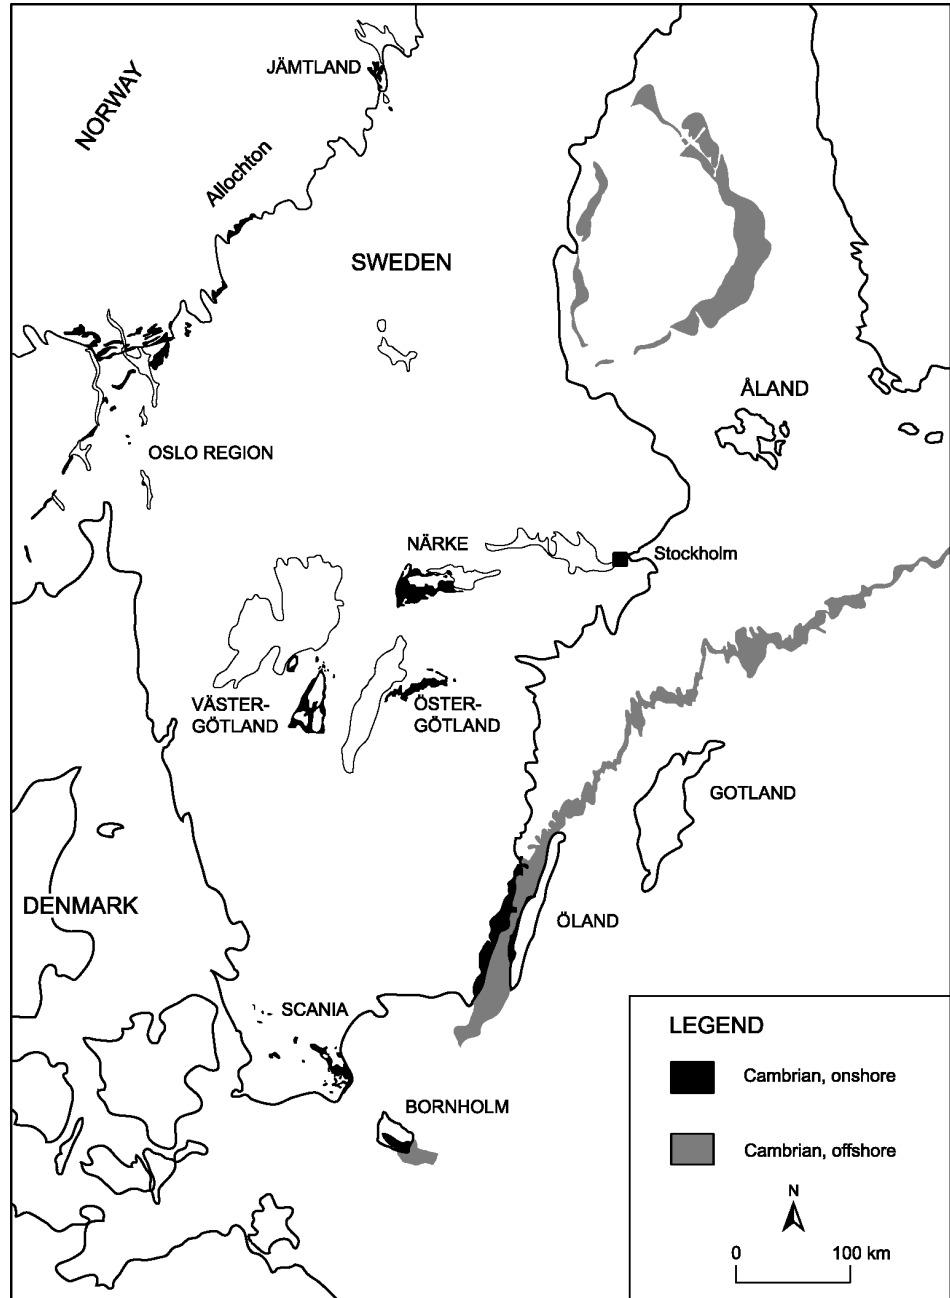 JÄMTLAND
NORWAY
Allochton
SWEDEN
ÅLAND
OSLO REGION
NÄRKE
Stockholm
VÄSTER-
GÖTLAND
ÖSTER-
GÖTLAND
GOTLAND
DENMARK
ÖLAND
SCANIA
BORNHOLM
LEGEND
Cambrian, onshore
Cambrian, offshore
N
0 100 km